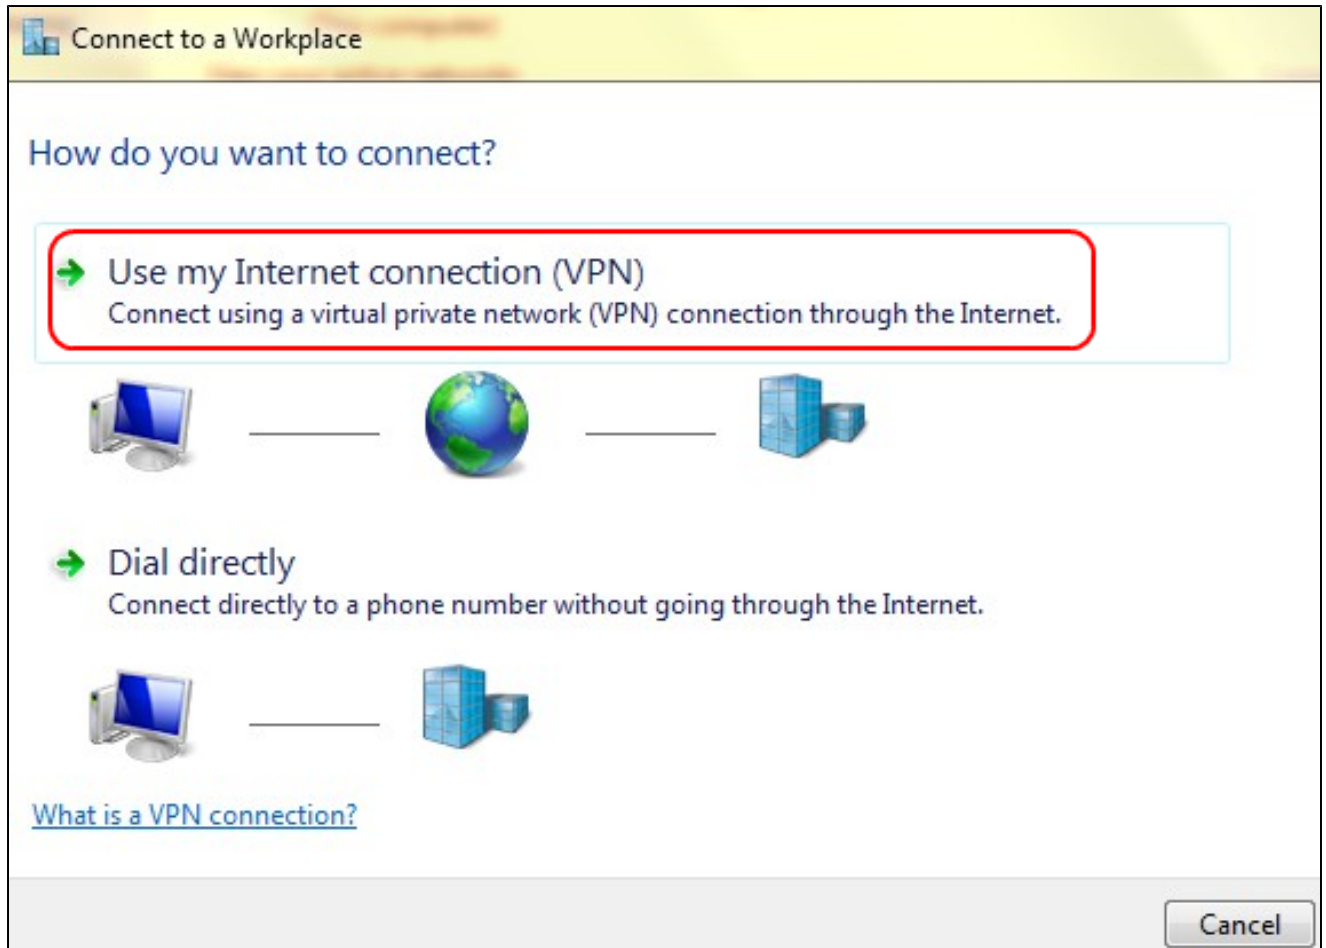 Connect to a Workplace
How do you want to connect?
Use my Internet connection (VPN)
Connect using a virtual private network (VPN) connection through the Internet.
Dial directly
Connect directly to a phone number without going through the Internet.
What is a VPN connection?
Cancel